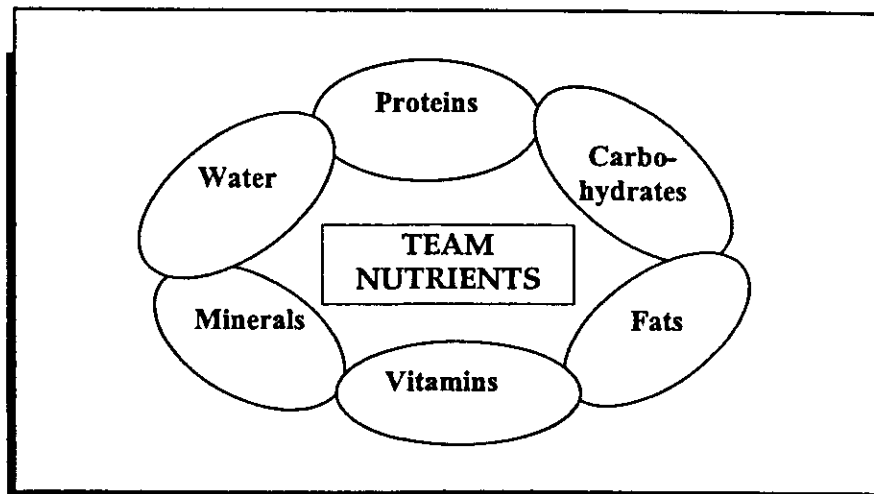 Proteins
Carbo-
hydrates
Water
TEAM
NUTRIENTS
Minerals
Fats
Vitamins